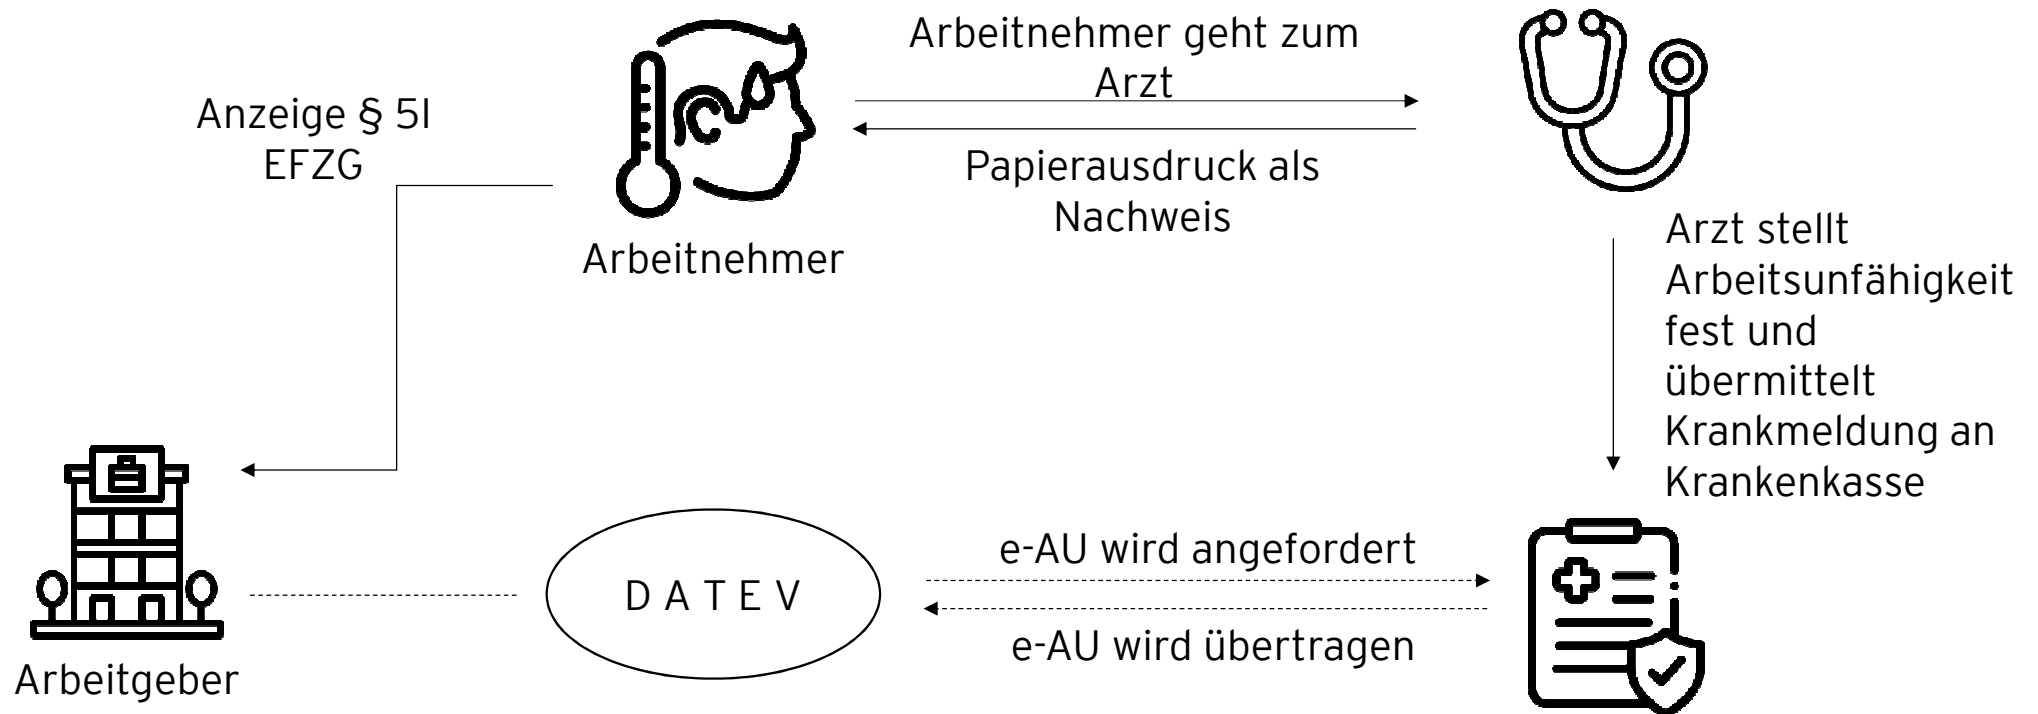 Arbeitnehmer geht zum
Arzt
Anzeige § 5I
EFZG
Papierausdruck als
Nachweis
Arbeitnehmer
Arzt stellt
Arbeitsunfähigkeit
fest und
übermittelt
Krankmeldung an
Krankenkasse
e-AU wird angefordert
D A T E V
e-AU wird übertragen
Arbeitgeber